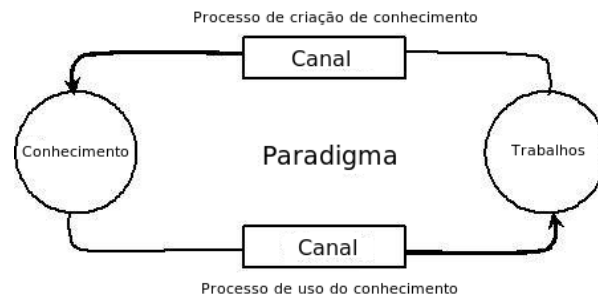 Processo de criação de conhecimento
Canal
Conhecimento
Paradigma
Trabalhos
Canal
Processo de uso do conhecimento